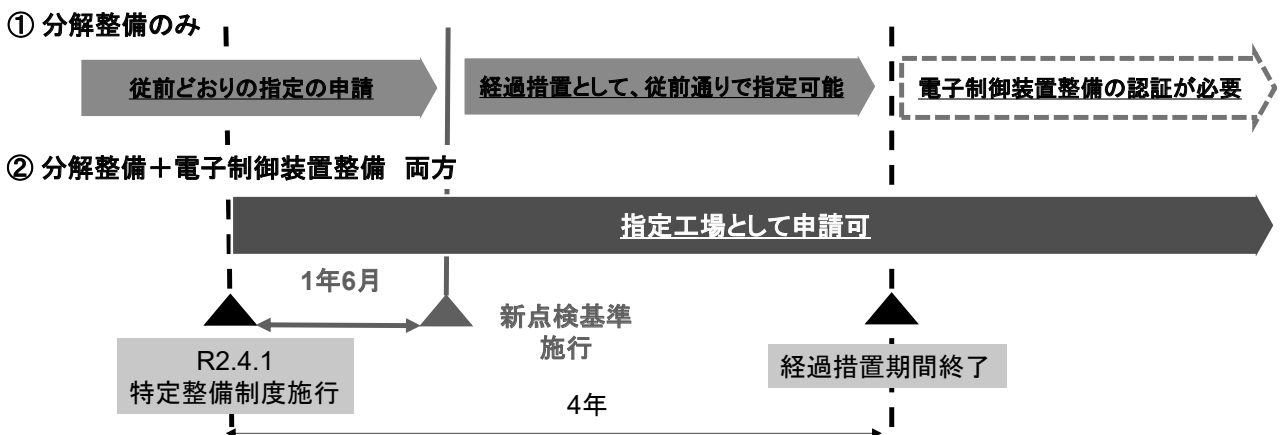 ① 分解整備のみ
従前どおりの指定の申請
経過措置として、従前通りで指定可能
電子制御装置整備の認証が必要
② 分解整備＋電子制御装置整備　両方
指定工場として申請可
1年6月
新点検基準
施行
R2.4.1
特定整備制度施行
経過措置期間終了
4年